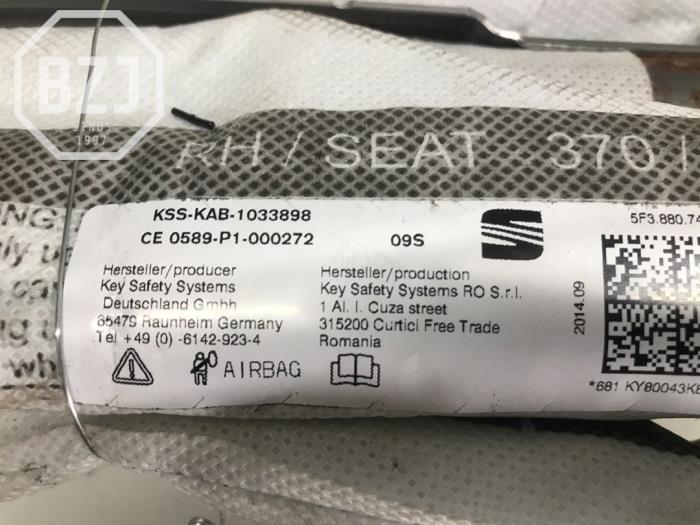 BZJ
SINDS
1997
RH / SEAT 370
KSS-KAB-1033898
CE 0589-P1-000272
09S
5F3.880.74
Hersteller/producer
Key Safety Systems
Deutschland Gmbh
65479 Raunheim Germany
Tel +49 (0) -6142-923-4
Hersteller/production
Key Safety Systems RO S.r.l.
1 Al. I. Cuza street
315200 Curtici Free Trade
Romania
2014.09
AIRBAG
*681 KY80043K8